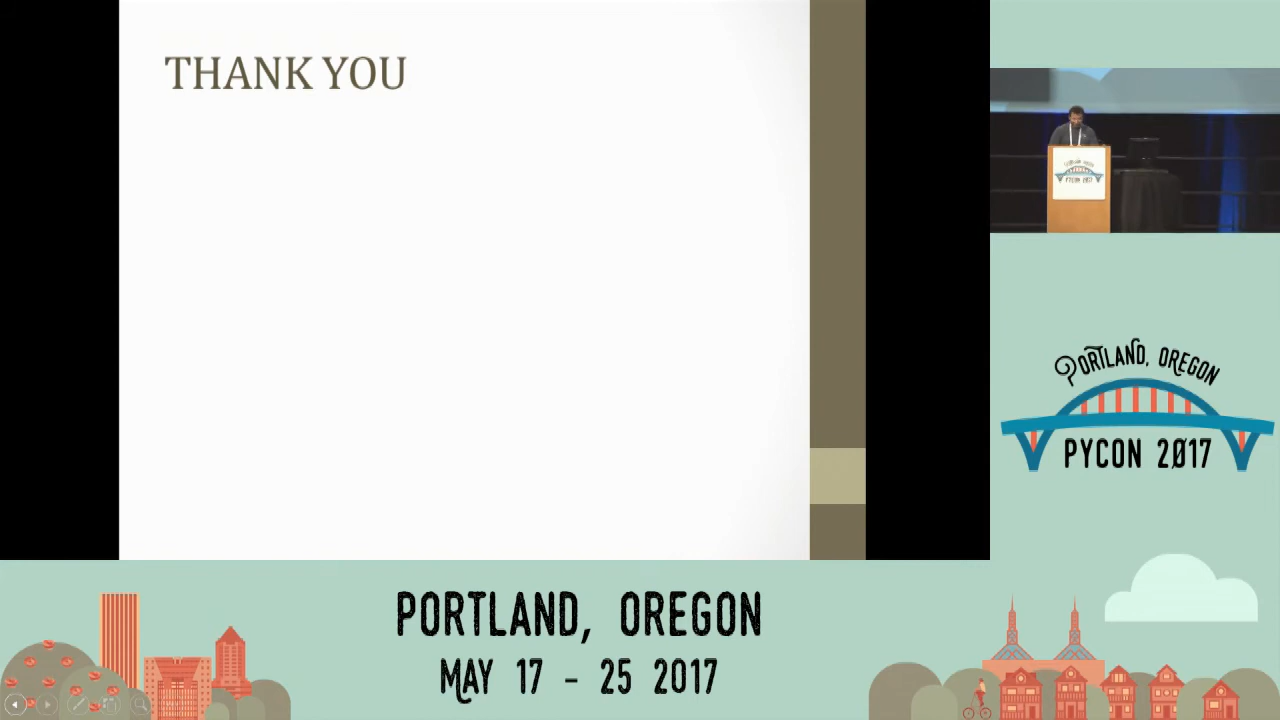 THANK YOU
PORTLAND, OREGON
PYCON 2017
PORTLAND, OREGON
MAY 17 - 25 2017